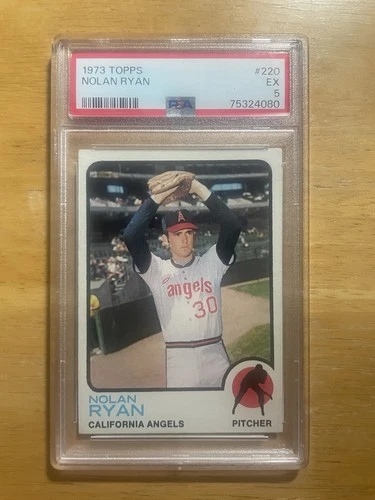 1973 TOPPS #220
NOLAN RYAN EX
5
PSA 75324080
A
angels
30
NOLAN
RYAN
CALIFORNIA ANGELS PITCHER